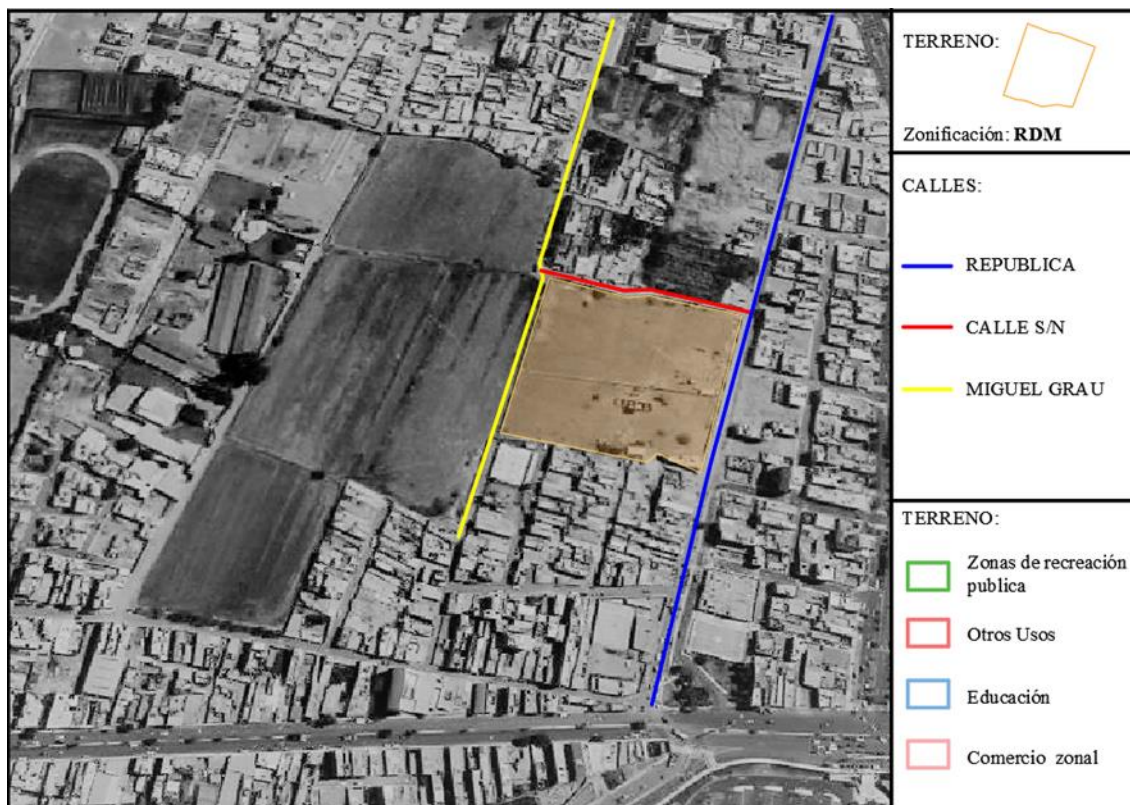 TERRENO:
Zonificación: RDM
CALLES:
REPUBLICA
CALLE S/N
MIGUEL GRAU
TERRENO:
Zonas de recreación
publica
Otros Usos
Educación
Comercio zonal